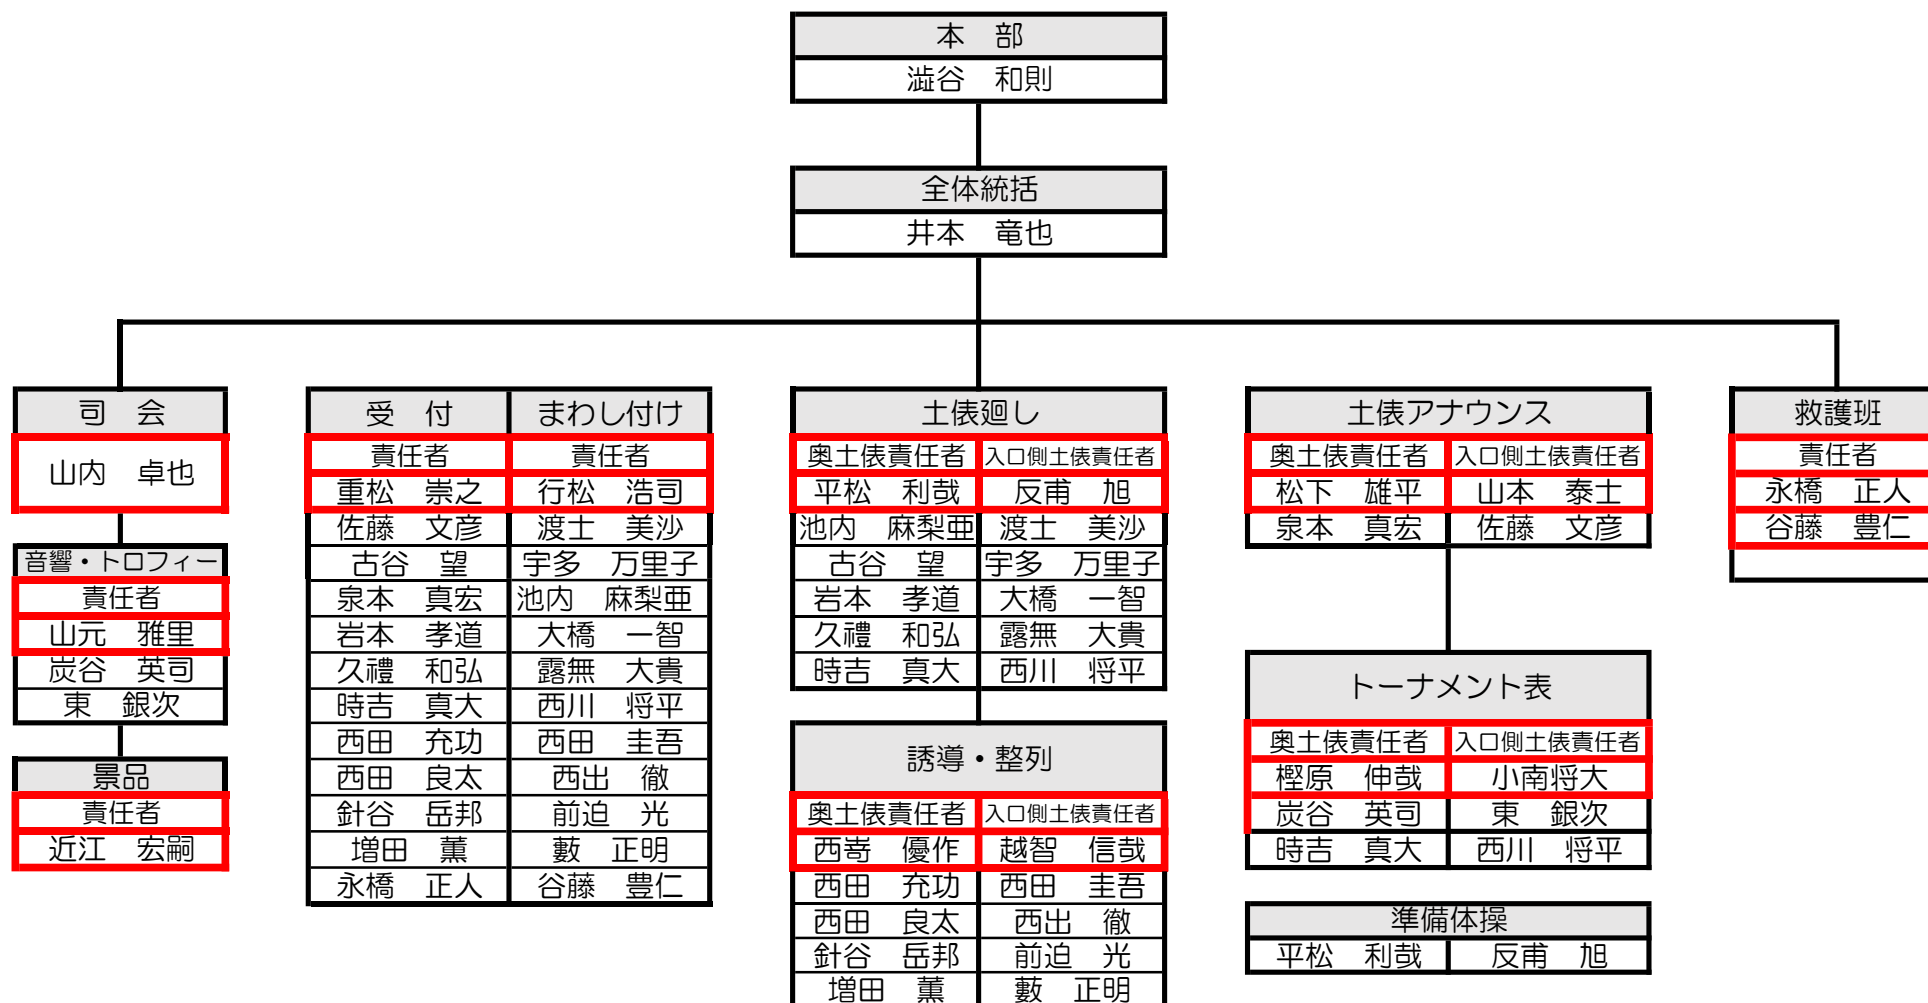 本　部
澁谷　和則
全体統括
井本　竜也
司　会
山内　卓也
音響・トロフィー
責任者
山元　雅里
炭谷　英司
東　銀次
景品
責任者
近江　宏嗣
受　付　まわし付け
責任者　責任者
重松　崇之　行松　浩司
佐藤　文彦　渡士　美沙
古谷　望　宇多　万里子
泉本　真宏　池内　麻梨亜
岩本　孝道　大橋　一智
久禮　和弘　露無　大貴
時吉　真大　西川　将平
西田　充功　西田　圭吾
西田　良太　西出　徹
針谷　岳邦　前迫　光
増田　薫　藪　正明
永橋　正人　谷藤　豊仁
土俵廻し
奥土俵責任者　入口側土俵責任者
平松　利哉　反甫　旭
池内　麻梨亜　渡士　美沙
古谷　望　宇多　万里子
岩本　孝道　大橋　一智
久禮　和弘　露無　大貴
時吉　真大　西川　将平
誘導・整列
奥土俵責任者　入口側土俵責任者
西嵜　優作　越智　信哉
西田　充功　西田　圭吾
西田　良太　西出　徹
針谷　岳邦　前迫　光
増田　薫　藪　正明
土俵アナウンス
奥土俵責任者　入口側土俵責任者
松下　雄平　山本　泰士
泉本　真宏　佐藤　文彦
トーナメント表
奥土俵責任者　入口側土俵責任者
樫原　伸哉　小南将大
炭谷　英司　東　銀次
時吉　真大　西川　将平
準備体操
平松　利哉　反甫　旭
救護班
責任者
永橋　正人
谷藤　豊仁